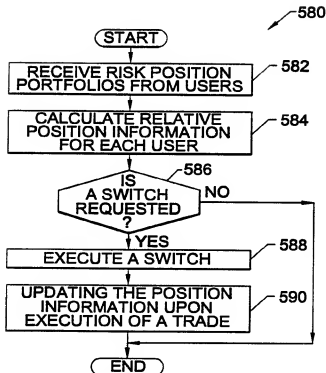 580
START
RECEIVE RISK POSITION
PORTFOLIOS FROM USERS
582
CALCULATE RELATIVE
POSITION INFORMATION
FOR EACH USER
584
586
IS
A SWITCH
REQUESTED
?
NO
YES
EXECUTE A SWITCH
588
UPDATING THE POSITION
INFORMATION UPON
EXECUTION OF A TRADE
590
END